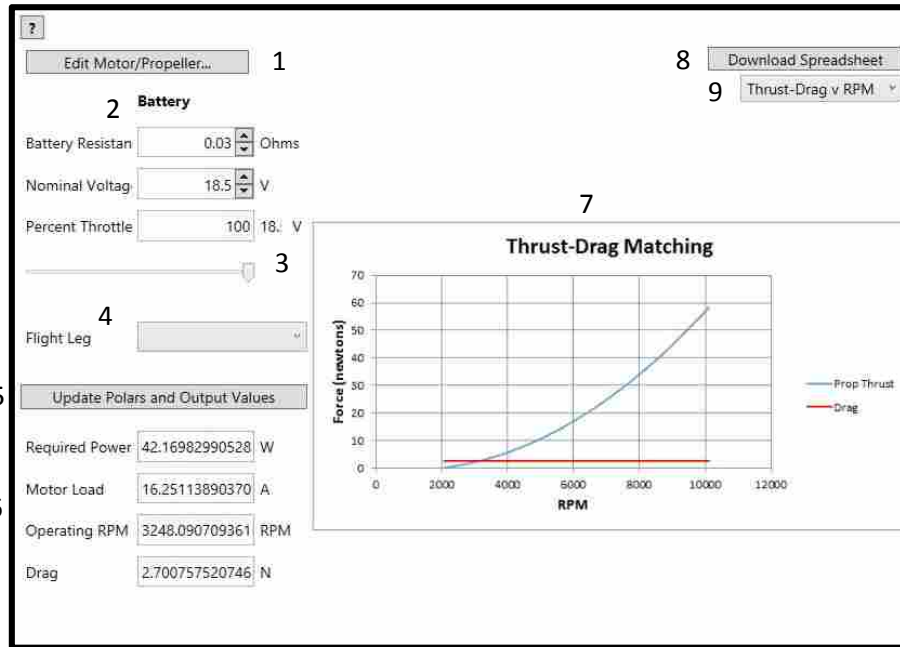 ?
Edit Motor/Propeller...
1
8
Download Spreadsheet
9
Thrust-Drag v RPM
2
Battery
Battery Resistan
0.03
Ohms
Nominal Voltag
18.5
V
Percent Throttle
100
18.
V
3
4
Flight Leg
5
Update Polars and Output Values
Required Power
42.16982990528
W
6
Motor Load
16.25113890370
A
Operating RPM
3248.090709361
RPM
Drag
2.700757520746
N
7
Thrust-Drag Matching
Force (newtons)
70
60
50
40
30
20
10
0
0
2000
4000
6000
8000
10000
12000
RPM
Prop Thrust
Drag